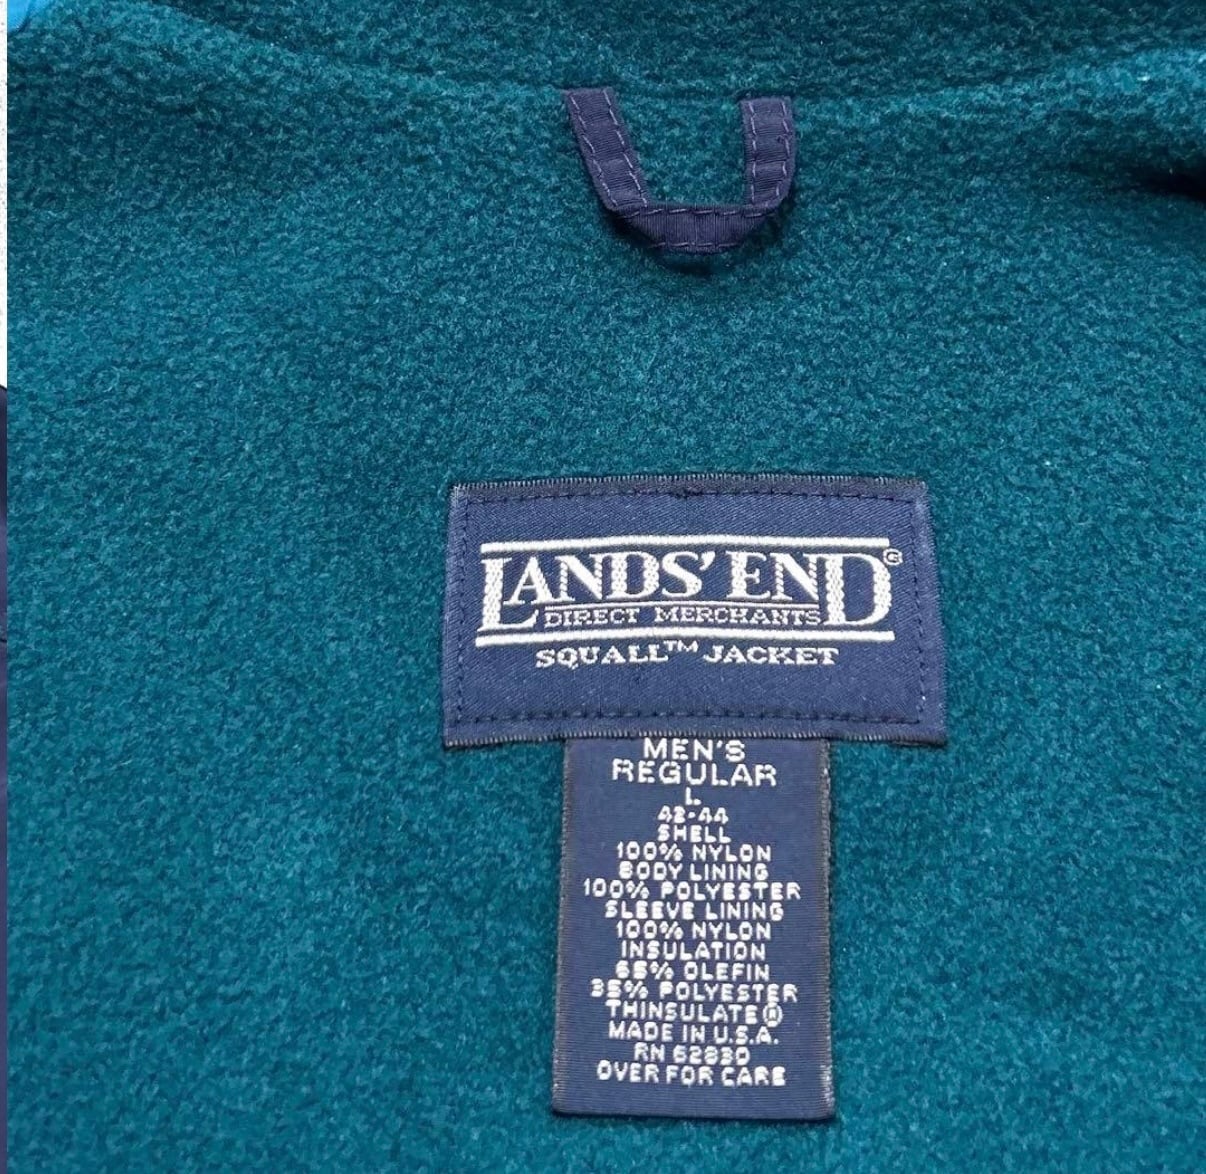 LANDS' END®
DIRECT MERCHANTS
SQUALL™ JACKET
MEN'S
REGULAR
L
42-44
SHELL
100% NYLON
BODY LINING
100% POLYESTER
SLEEVE LINING
100% NYLON
INSULATION
65% OLEFIN
35% POLYESTER
THINSULATE®
MADE IN U.S.A.
RN 62830
OVER FOR CARE